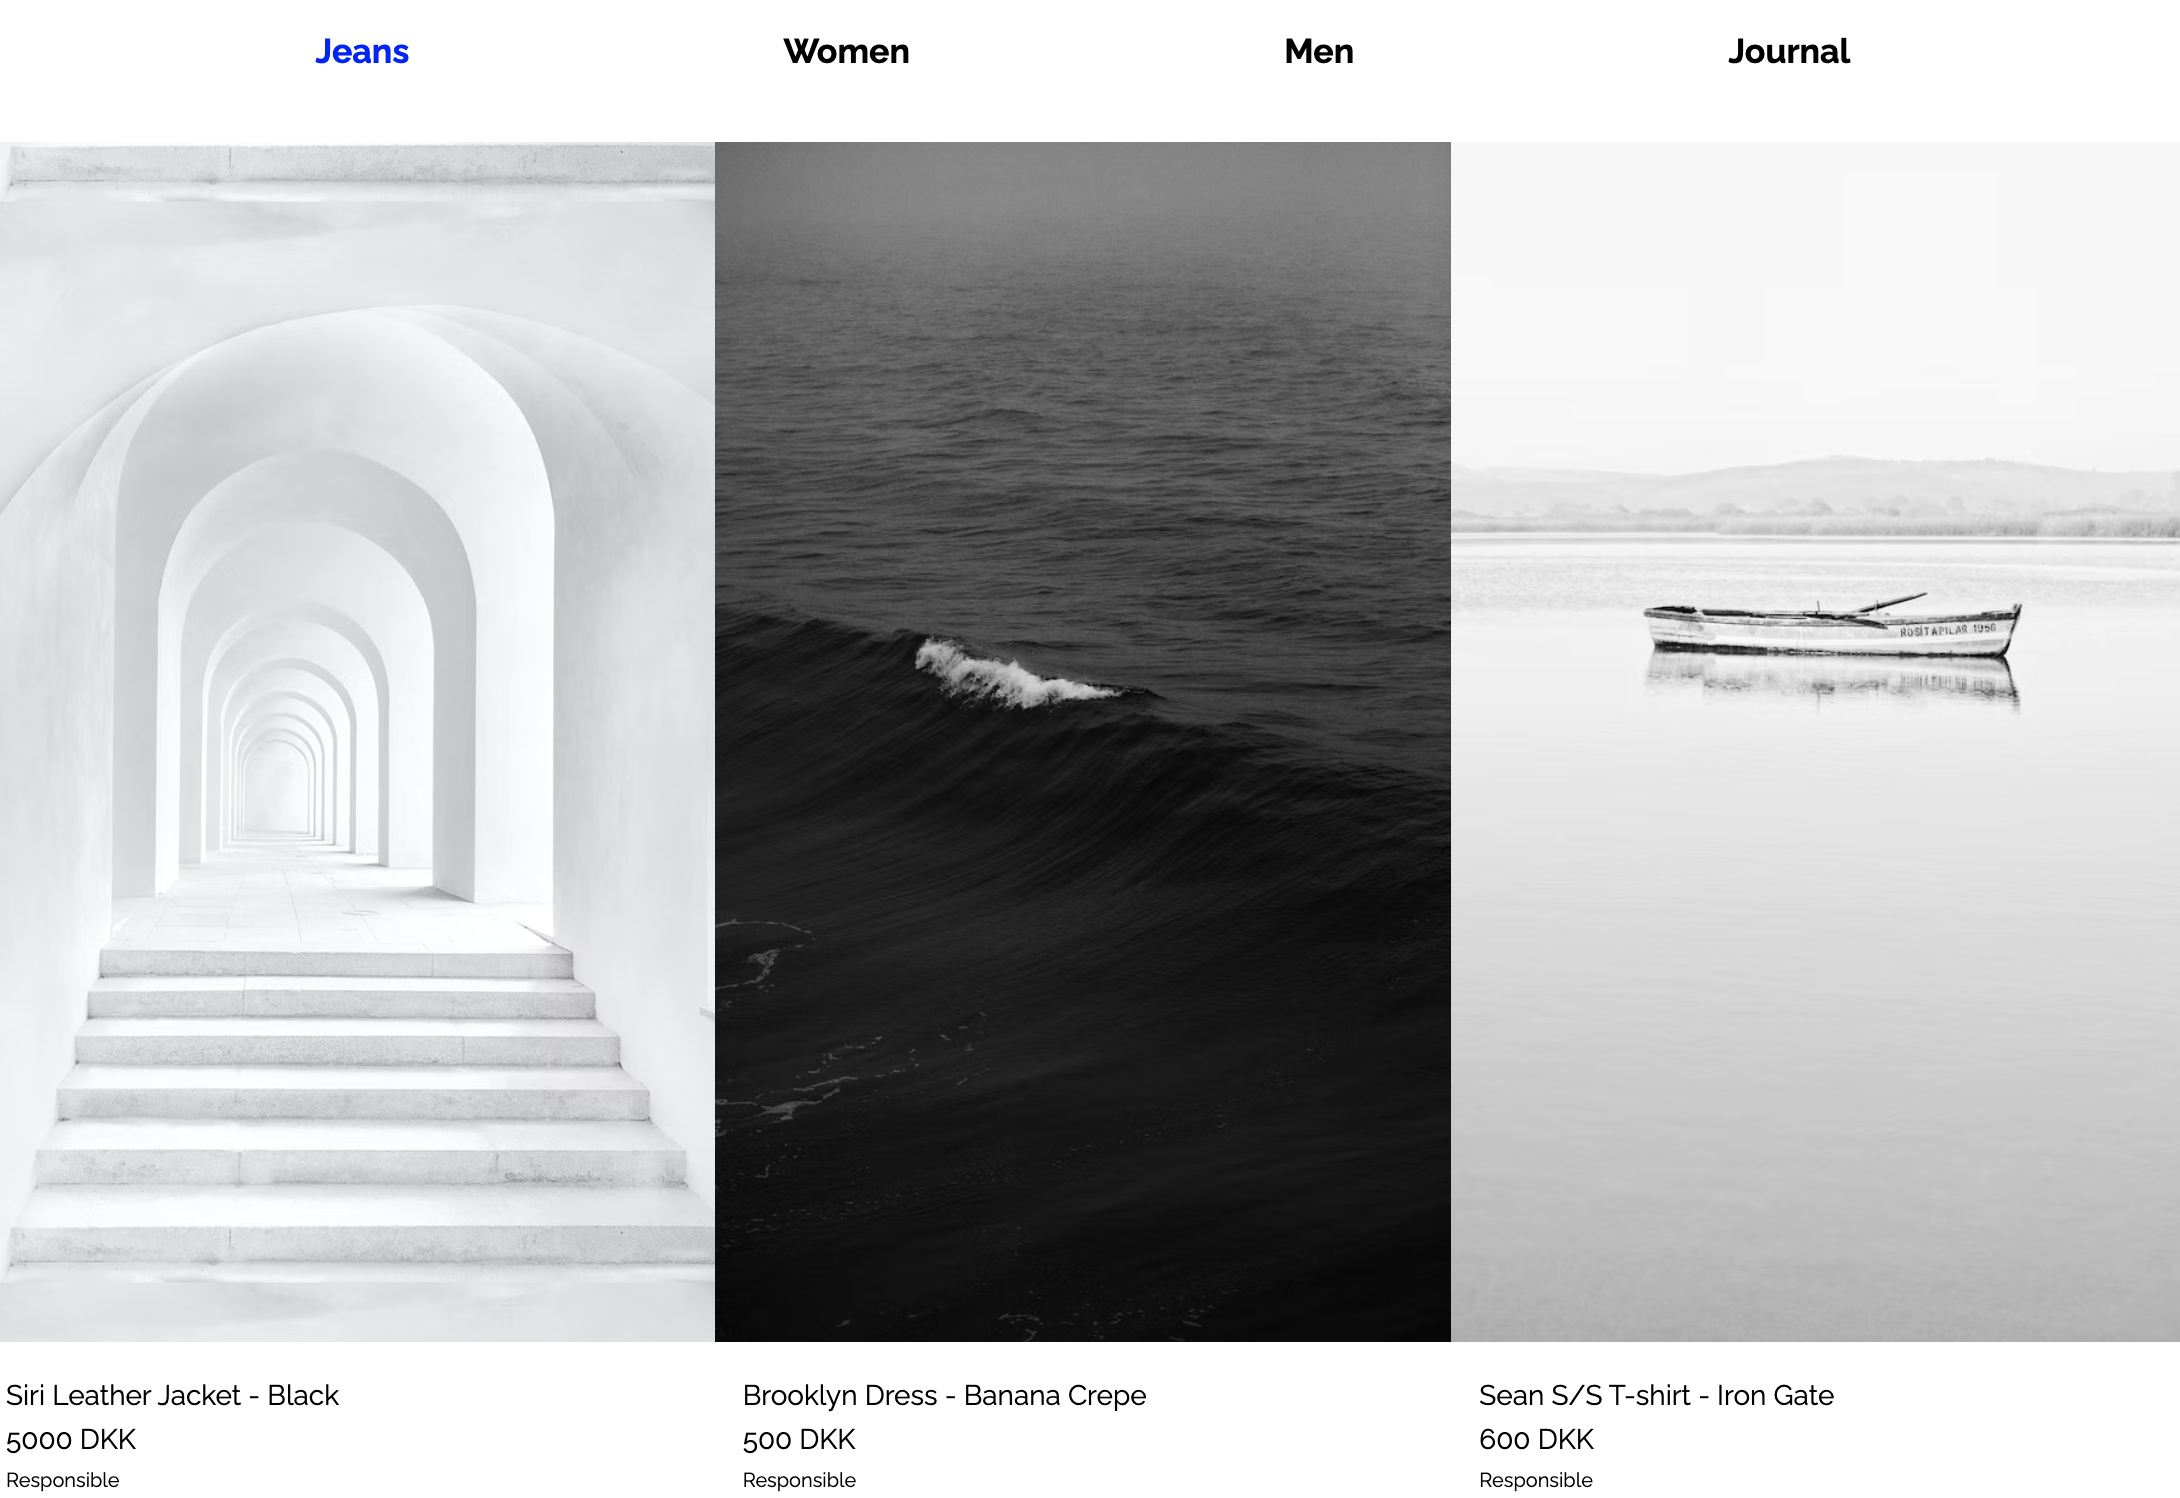 Jeans Women Men Journal
ROSITAPILAR 1956
Siri Leather Jacket - Black
5000 DKK
Responsible
Brooklyn Dress - Banana Crepe
500 DKK
Responsible
Sean S/S T-shirt - Iron Gate
600 DKK
Responsible